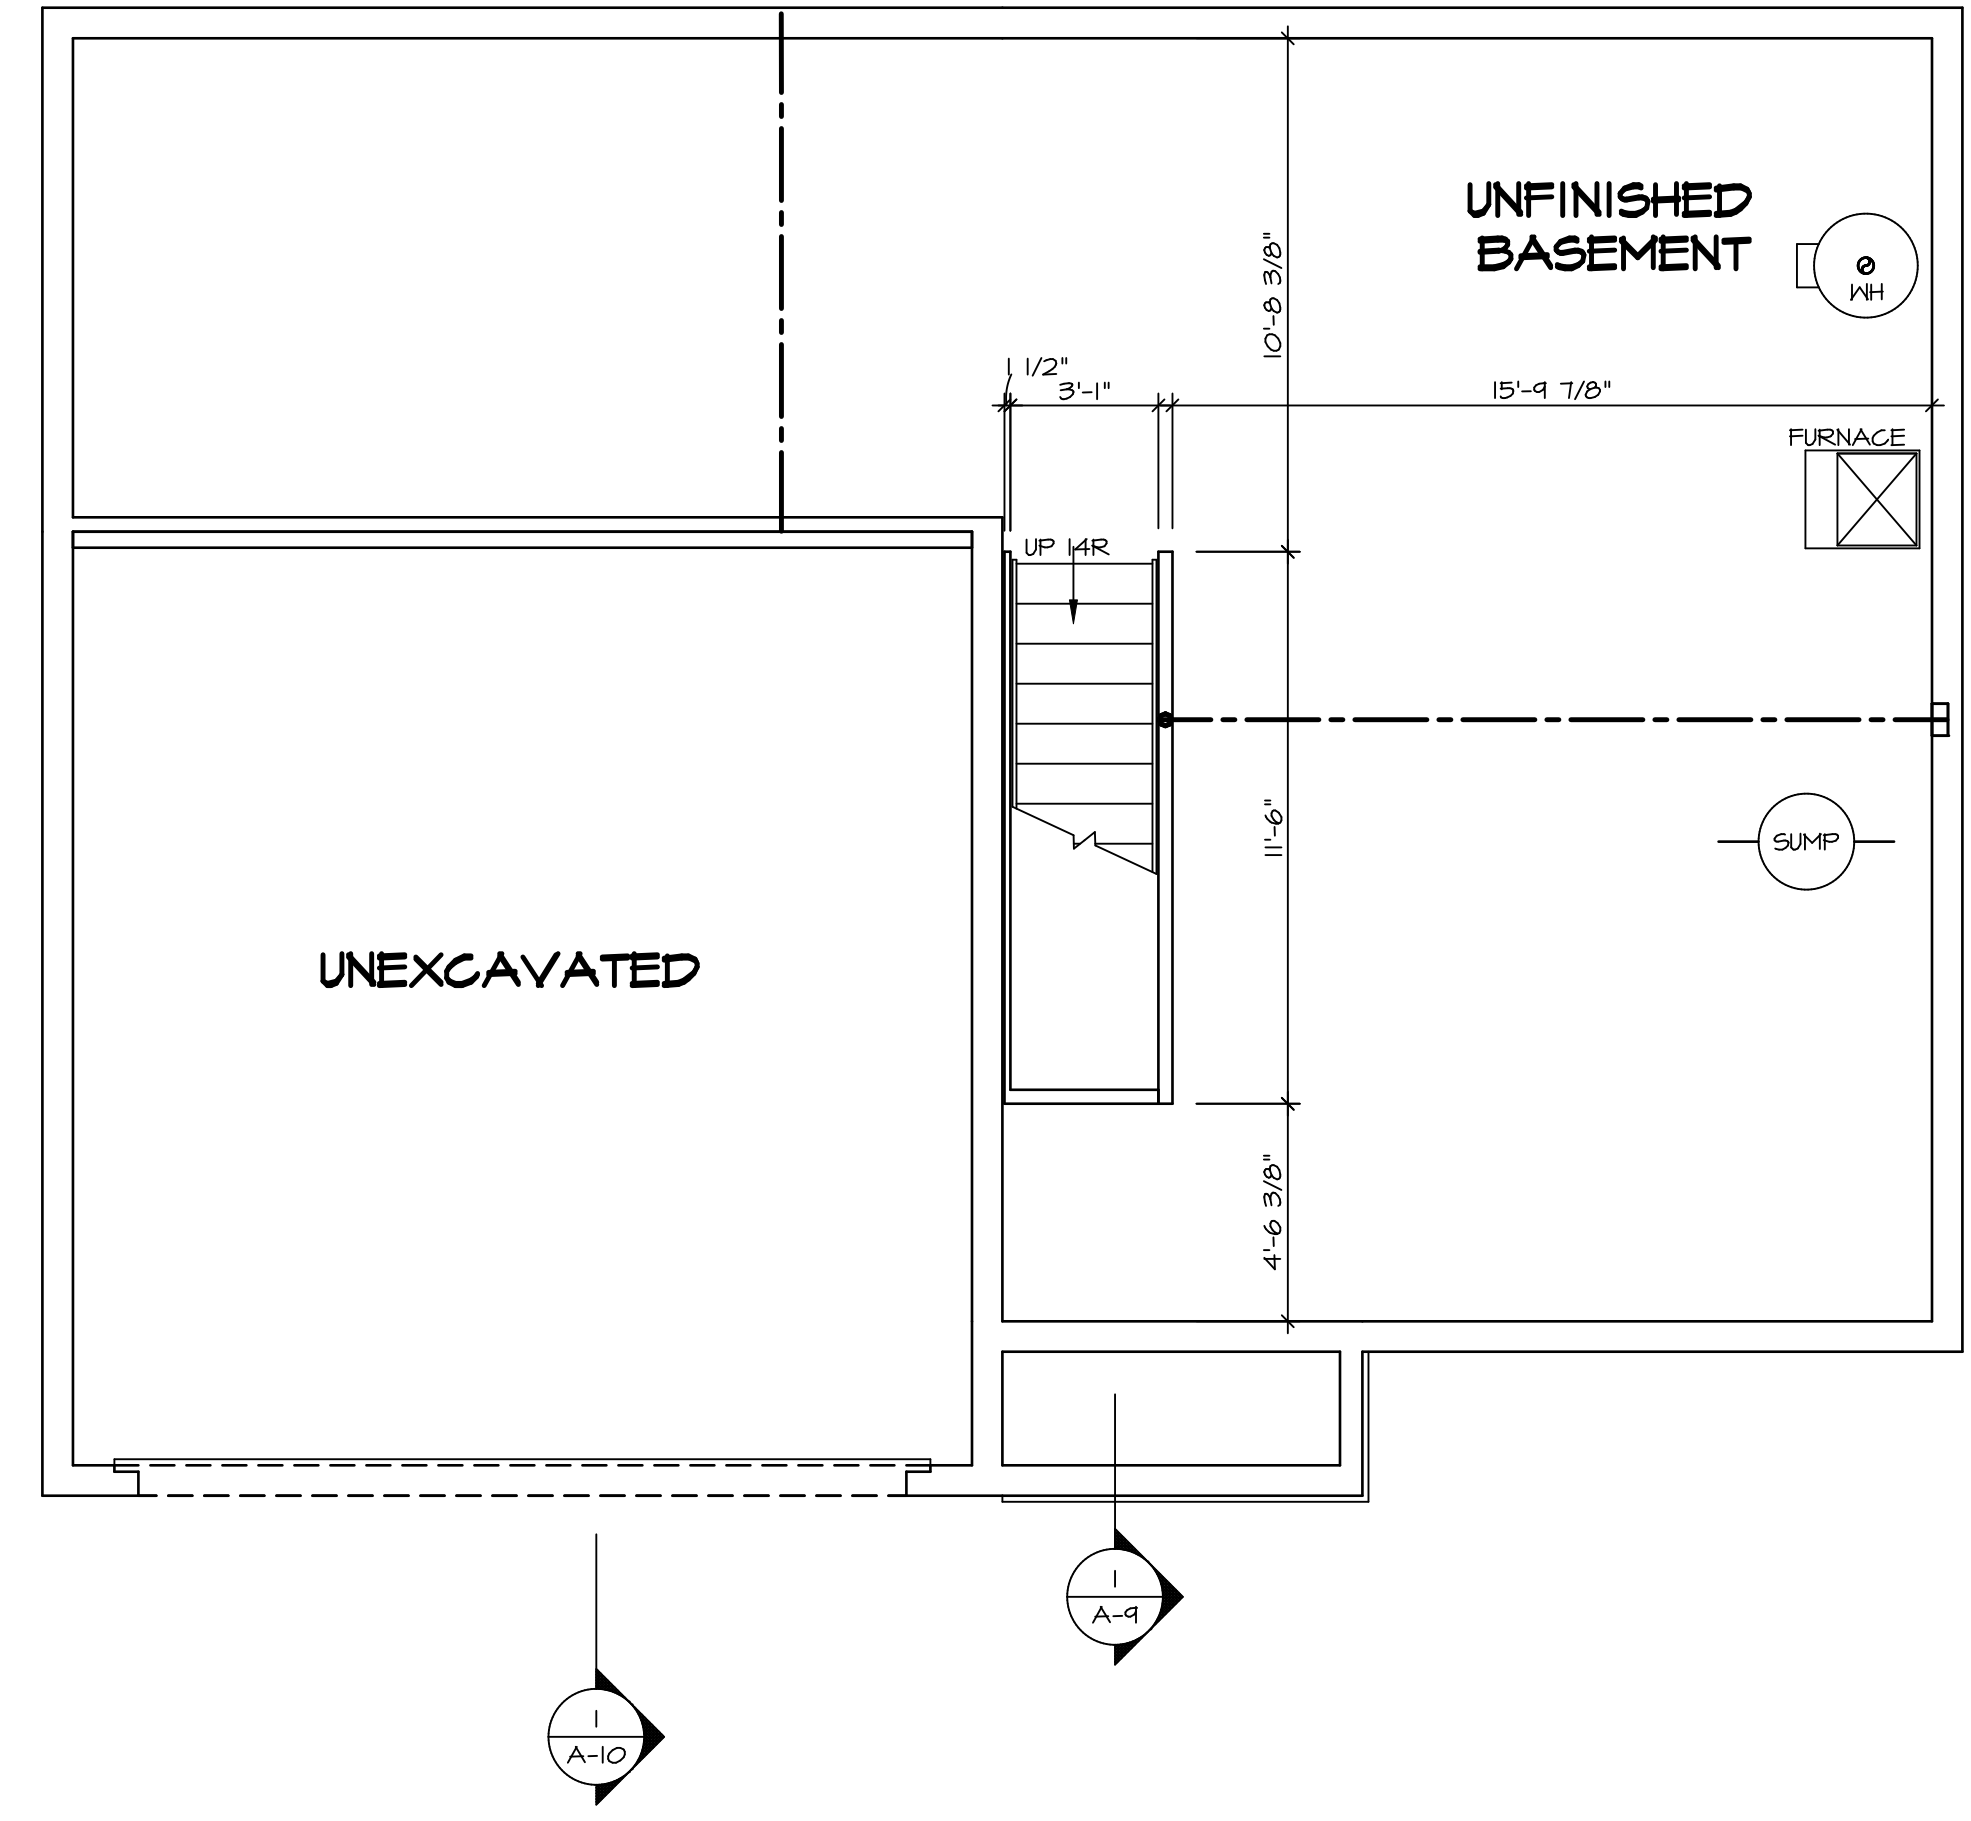 UNFINISHED
BASEMENT
WH
10'-8 3/8"
1 1/2"
3'-1"
15'-9 7/8"
FURNACE
UP 14R
11'-6"
SUMP
UNEXCAVATED
4'-6 3/8"
1
A-9
1
A-10